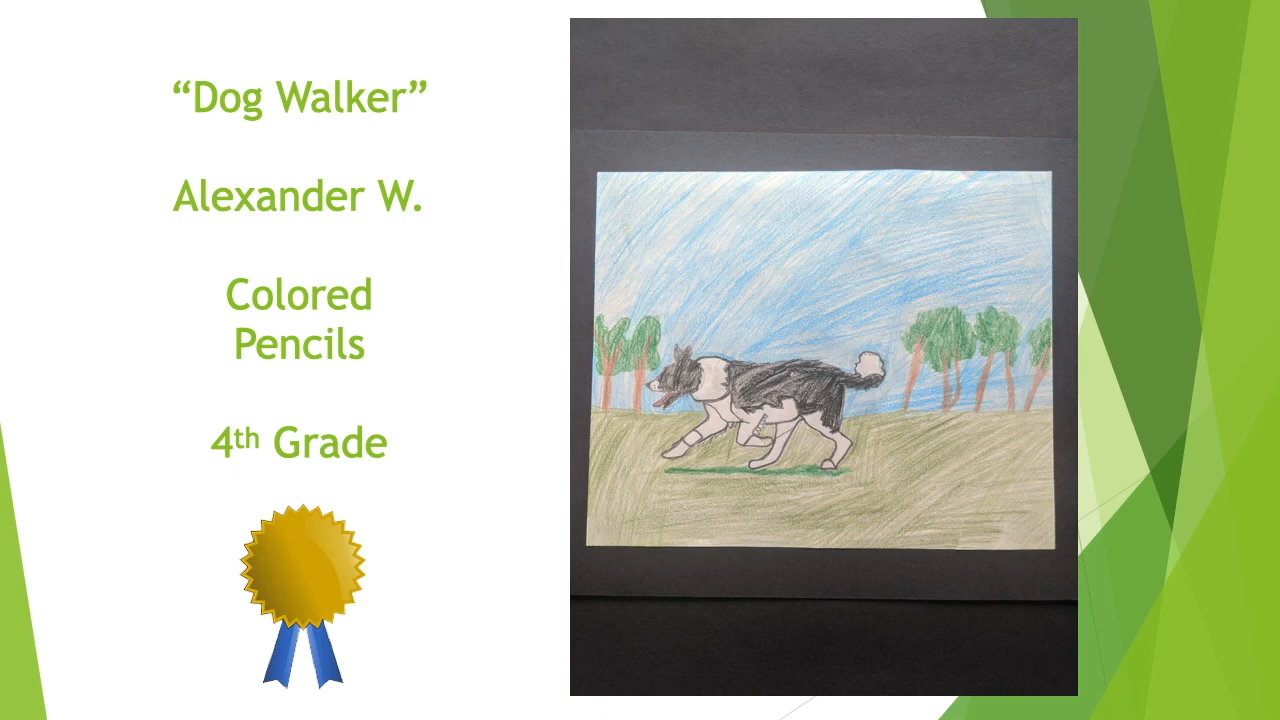 “Dog Walker”
Alexander W.
Colored
Pencils
4th Grade